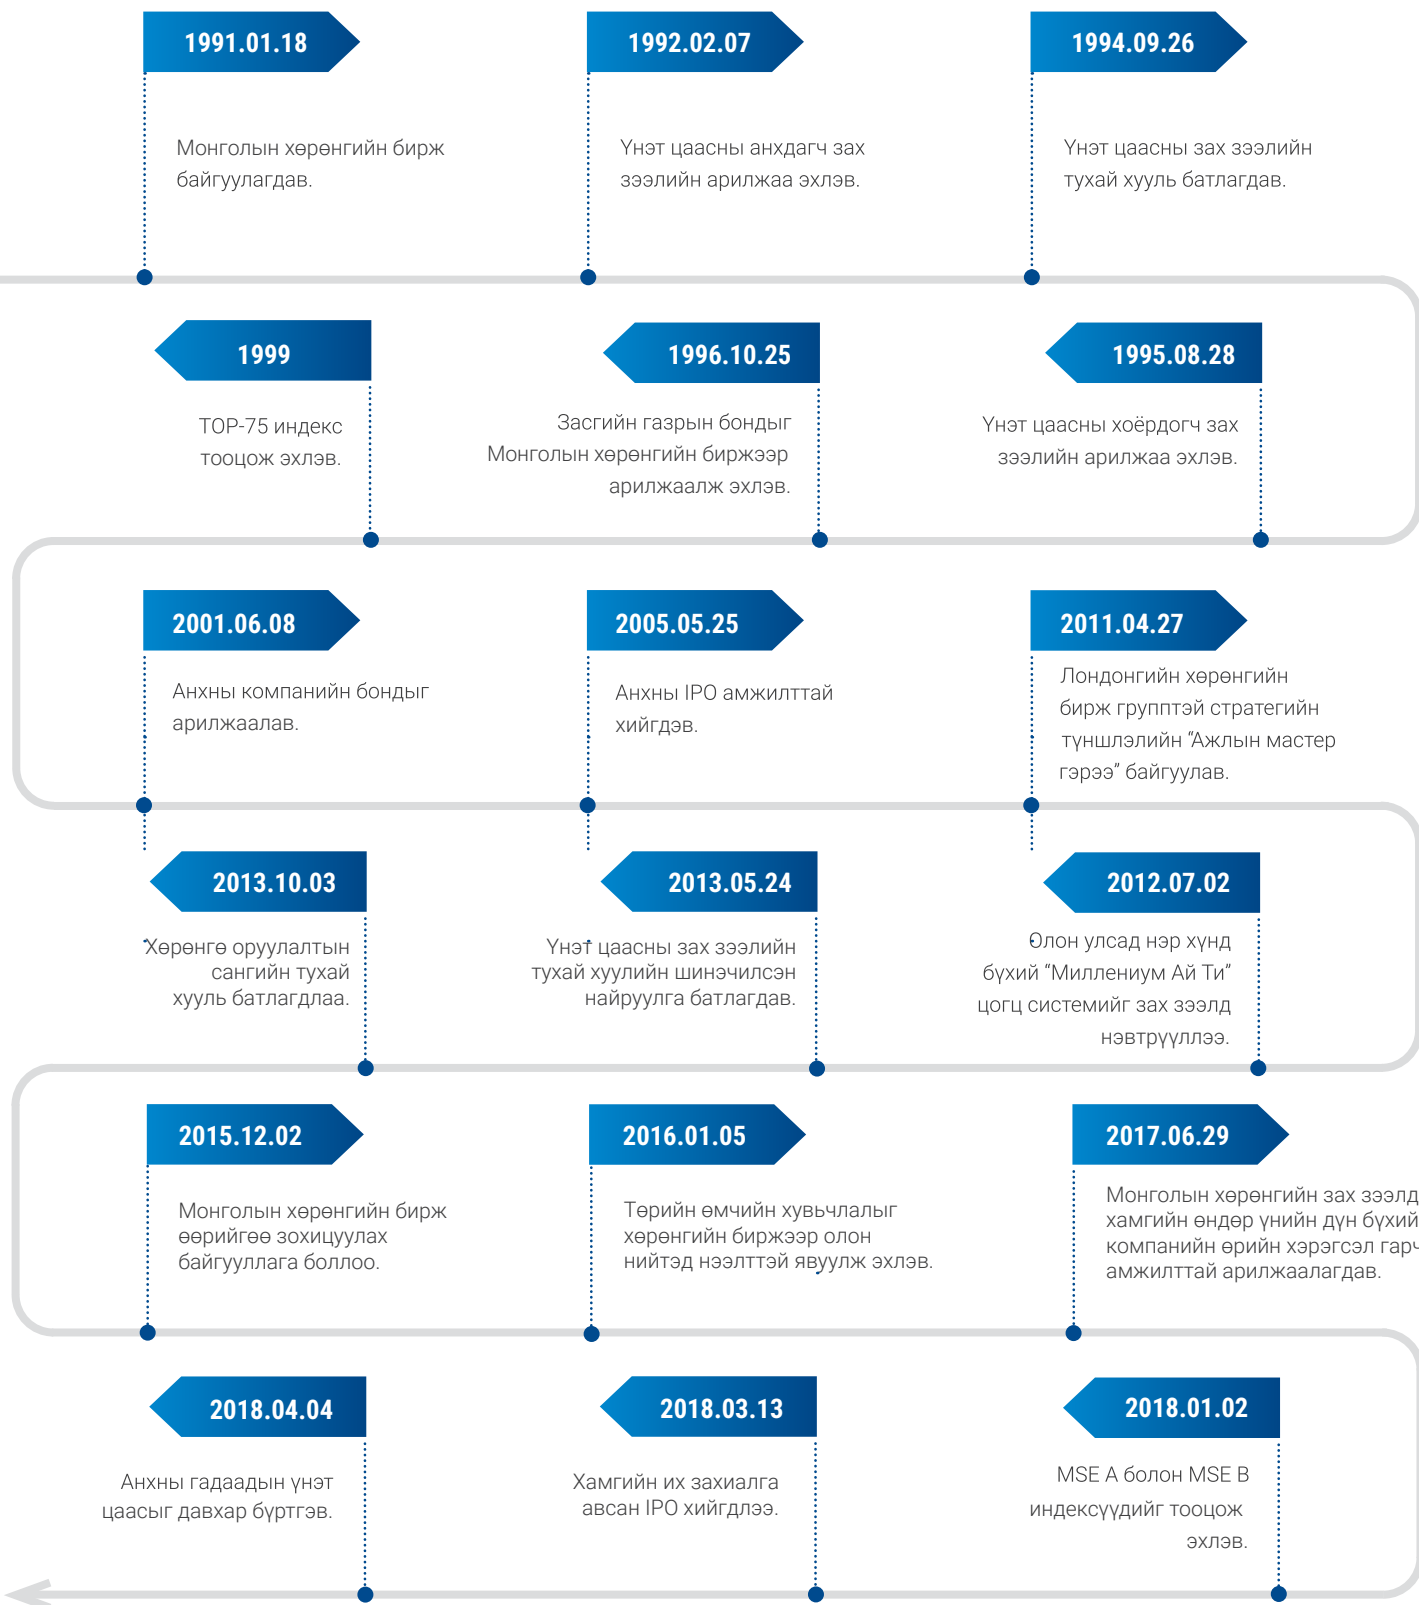 1991.01.18
Монголын хөрөнгийн бирж
байгуулагдав.
1992.02.07
Үнэт цаасны анхдагч зах
зээлийн арилжаа эхлэв.
1994.09.26
Үнэт цаасны зах зээлийн
тухай хууль батлагдав.
1995.08.28
Үнэт цаасны хоёрдогч зах
зээлийн арилжаа эхлэв.
1996.10.25
Засгийн газрын бондыг
Монголын хөрөнгийн биржээр
арилжаалж эхлэв.
1999
TOP-75 индекс
тооцож эхлэв.
2001.06.08
Анхны компанийн бондыг
арилжаалав.
2005.05.25
Анхны IPO амжилттай
хийгдэв.
2011.04.27
Лондонгийн хөрөнгийн
бирж групптэй стратегийн
түншлэлийн “Ажлын мастер
гэрээ” байгуулав.
2012.07.02
Олон улсад нэр хүнд
бүхий “Миллениум Ай Ти”
цогц системийг зах зээлд
нэвтрүүллээ.
2013.05.24
Үнэт цаасны зах зээлийн
тухай хуулийн шинэчилсэн
найруулга батлагдав.
2013.10.03
Хөрөнгө оруулалтын
сангийн тухай
хууль батлагдлаа.
2015.12.02
Монголын хөрөнгийн бирж
өөрийгөө зохицуулах
байгууллага боллоо.
2016.01.05
Төрийн өмчийн хувьчлалыг
хөрөнгийн биржээр олон
нийтэд нээлттэй явуулж эхлэв.
2017.06.29
Монголын хөрөнгийн зах зээлд
хамгийн өндөр үнийн дүн бүхий
компанийн өрийн хэрэгсэл гарч
амжилттай арилжаалагдав.
2018.01.02
MSE A болон MSE B
индексүүдийг тооцож
эхлэв.
2018.03.13
Хамгийн их захиалга
авсан IPO хийгдлээ.
2018.04.04
Анхны гадаадын үнэт
цаасыг давхар бүртгэв.